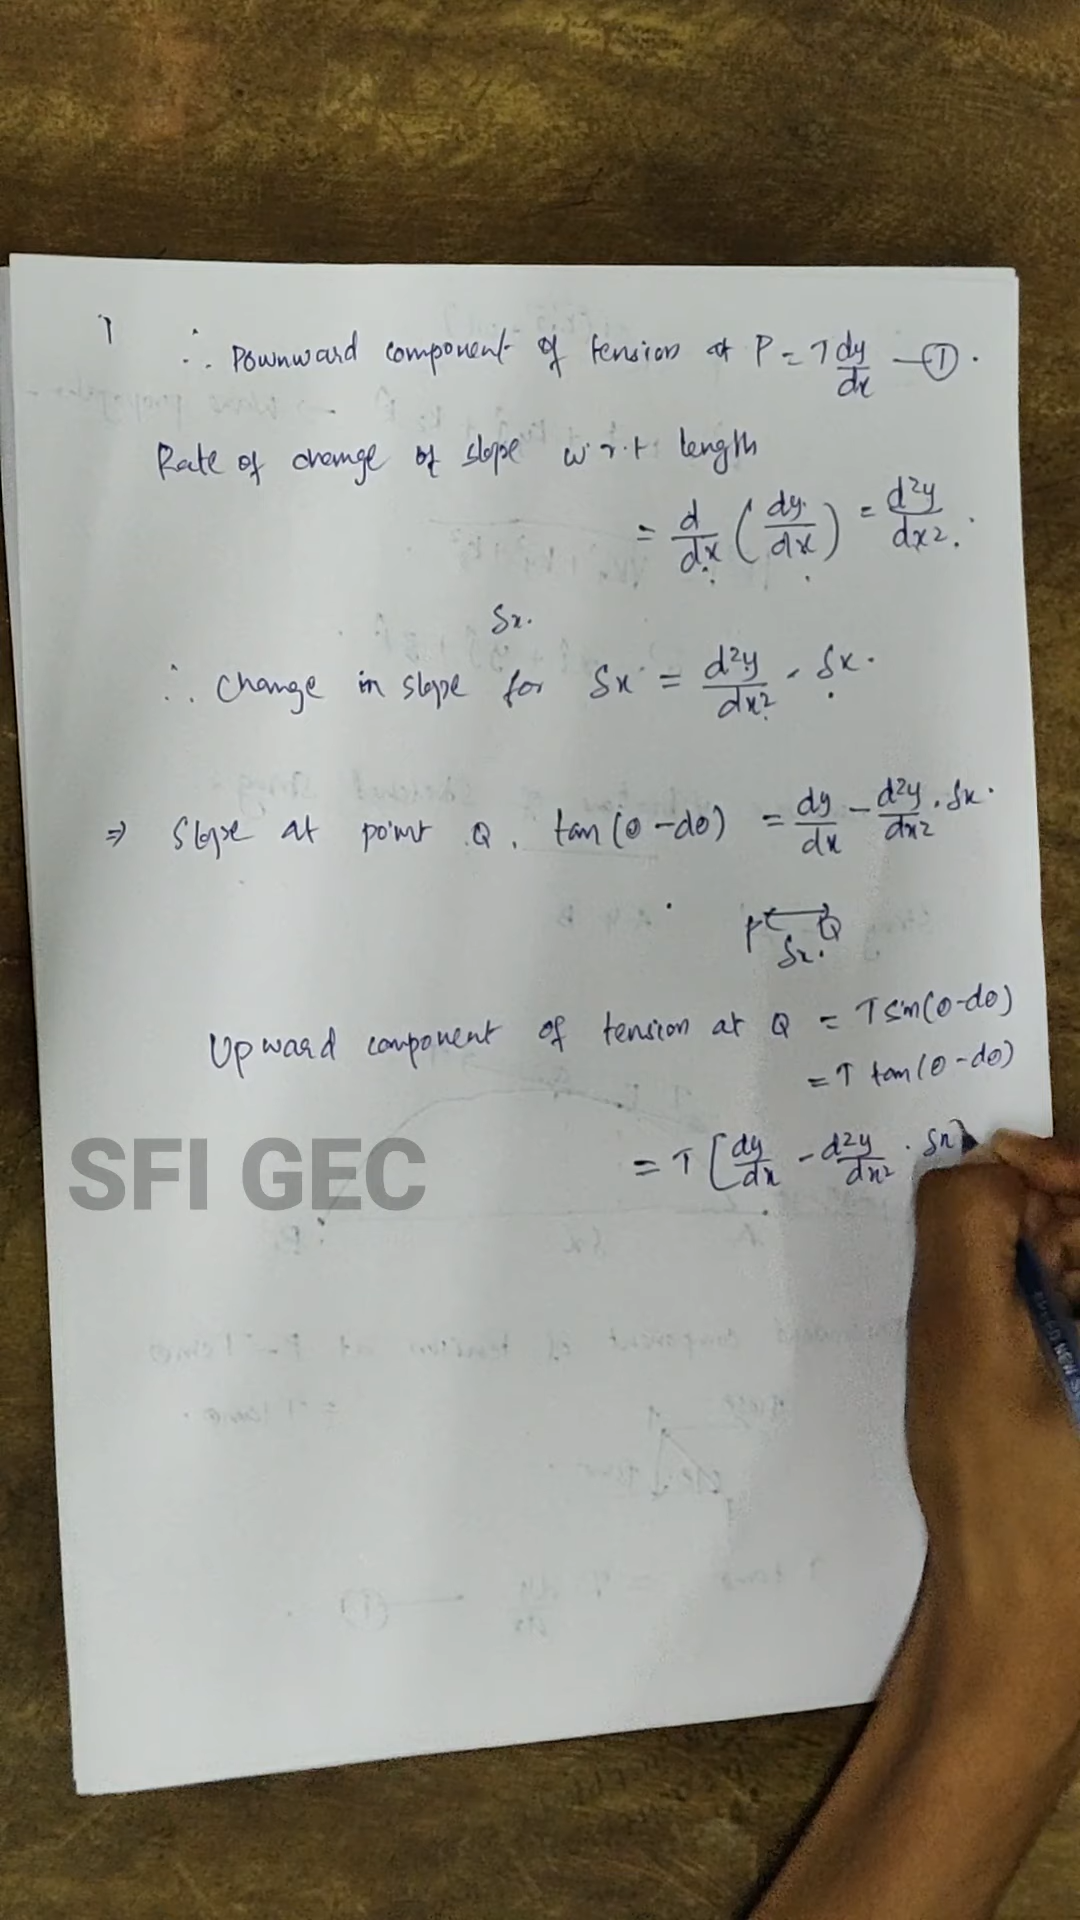 ∴ Downward component of tension at P = T dy/dx — ①.
Rate of change of slope w.r.t length
= d/dx (dy/dx) = d²y/dx².
δx.
∴ change in slope for δx = d²y/dx² . δx.
⇒ Slope at point Q, tan(θ-dθ) = dy/dx - d²y/dx² . δx.
P Q
δx.
Upward component of tension at Q = T sin(θ-dθ)
= T tan(θ-dθ)
= T [dy/dx - d²y/dx² . δx]
SFI GEC